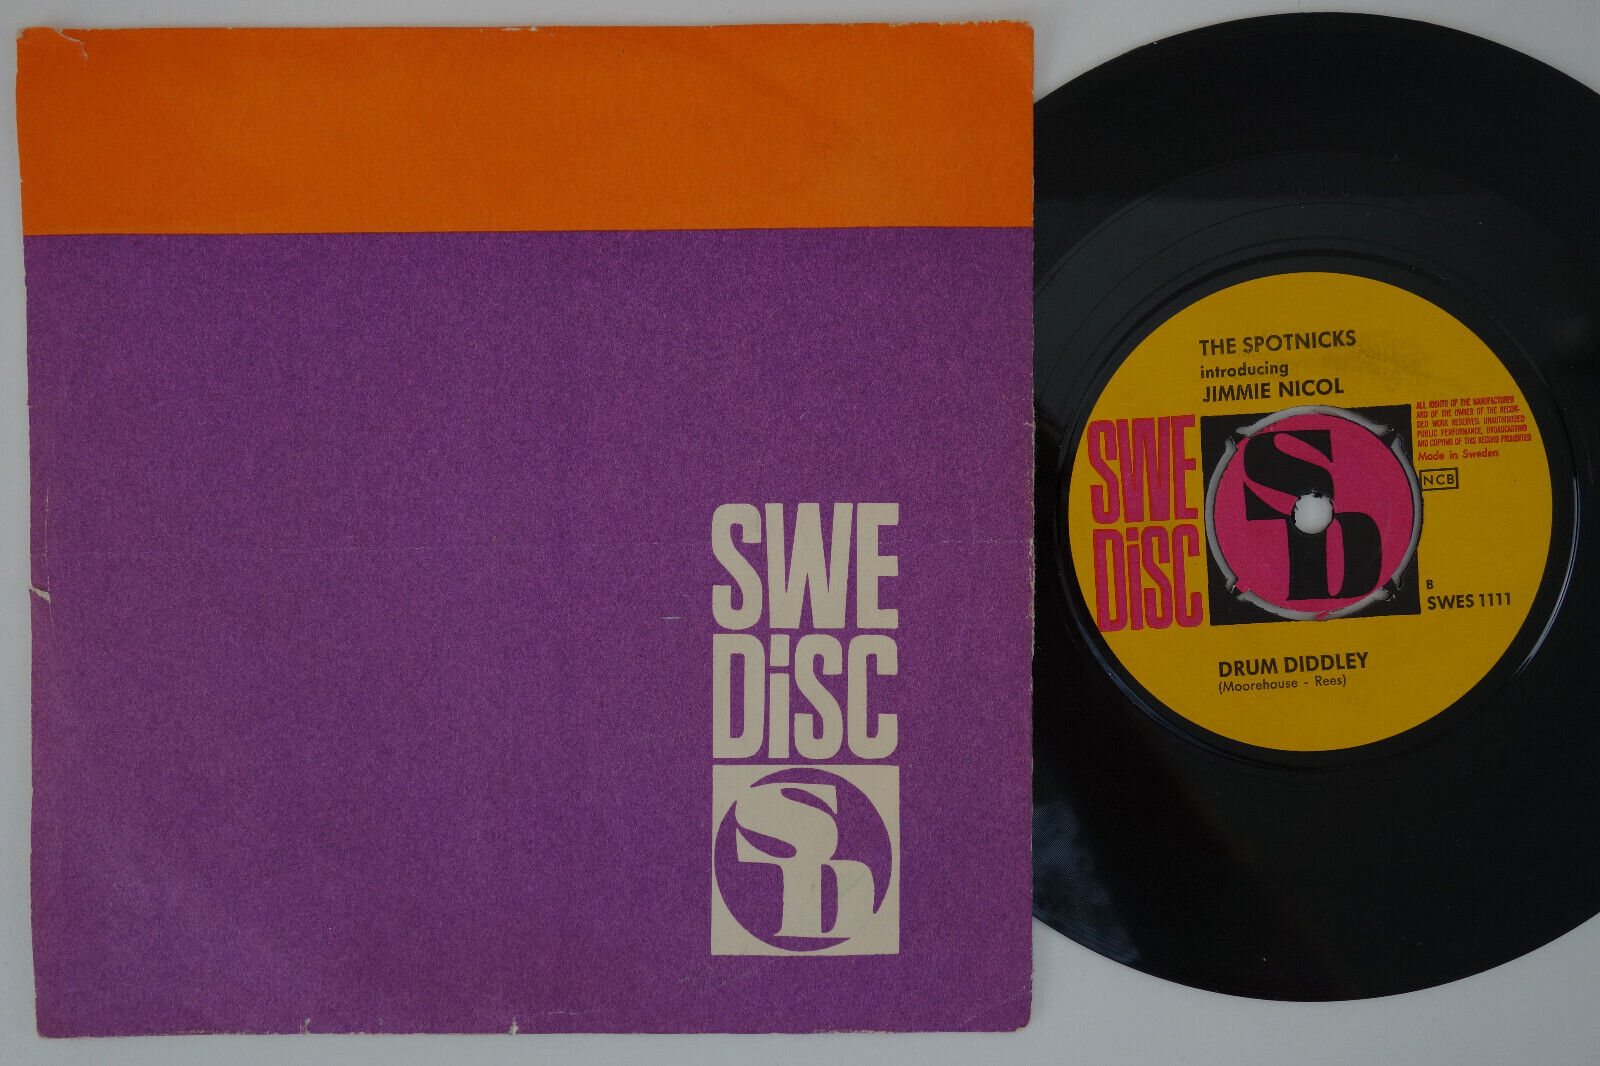 SWE
DiSC
SD
THE SPOTNICKS
introducing
JIMMIE NICOL
SWE
DiSC
SD
ALL RIGHTS OF THE MANUFACTURER
AND OF THE OWNER OF THE RECOR-
DED WORK RESERVED. UNAUTHORISED
PUBLIC PERFORMANCE, BROADCASTING
AND COPYING OF THIS RECORD PROHIBITED
Made in Sweden
NCB
B
SWES 1111
DRUM DIDDLEY
(Moorehouse - Rees)